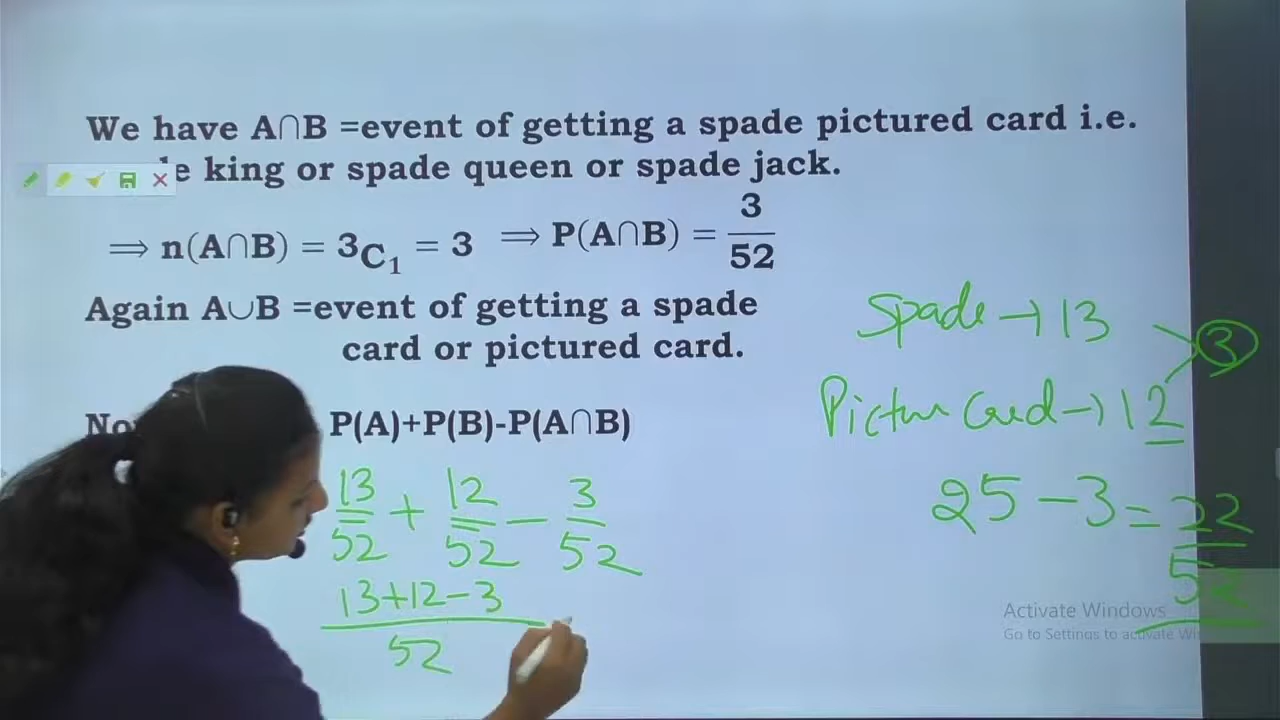 We have A∩B =event of getting a spade pictured card i.e.
e king or spade queen or spade jack.
⟹ n(A∩B) = 3C₁ = 3 ⟹ P(A∩B) = 3/52
Again A∪B =event of getting a spade
card or pictured card.
Spade → 13
3
Picture Card → 12
No
P(A)+P(B)-P(A∩B)
13/52 + 12/52 − 3/52
25 − 3 = 22/52
13+12−3
52
Activate Windows
Go to Settings to activate Wi